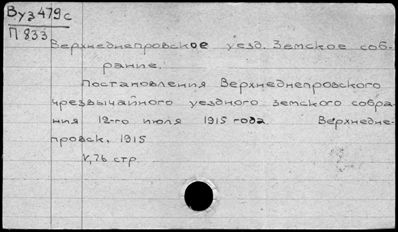 Вуз 479 с
П 833
Верхнеднепровское уезд. Земское соб-
рание.
Постановления Верхнеднепровского
чрезвычайного уездного земского собра-
ния 12-го июля 1915 года. Верхнедне-
провск, 1915
V, 76 стр